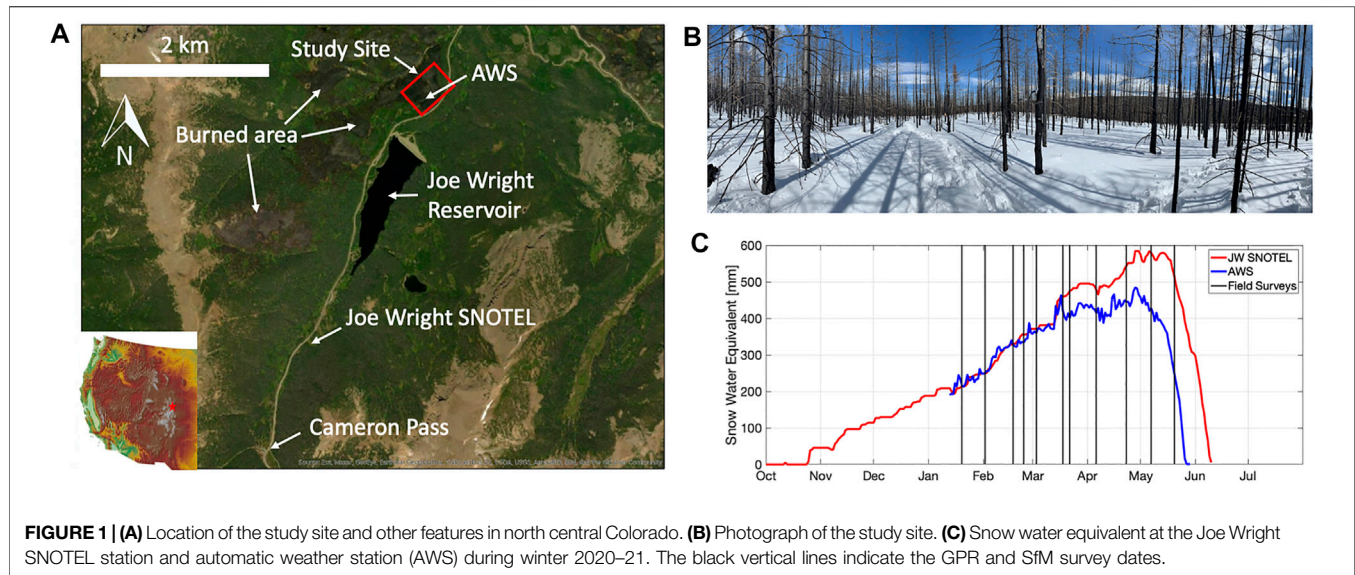 A
2 km
Study Site
AWS
Burned area
N
Joe Wright
Reservoir
Joe Wright SNOTEL
Cameron Pass
B
C
600
500
400
300
200
100
0
Snow Water Equivalent [mm]
JW SNOTEL
AWS
Field Surveys
Oct Nov Dec Jan Feb Mar Apr May Jun Jul
FIGURE 1 | (A) Location of the study site and other features in north central Colorado. (B) Photograph of the study site. (C) Snow water equivalent at the Joe Wright
SNOTEL station and automatic weather station (AWS) during winter 2020–21. The black vertical lines indicate the GPR and SfM survey dates.